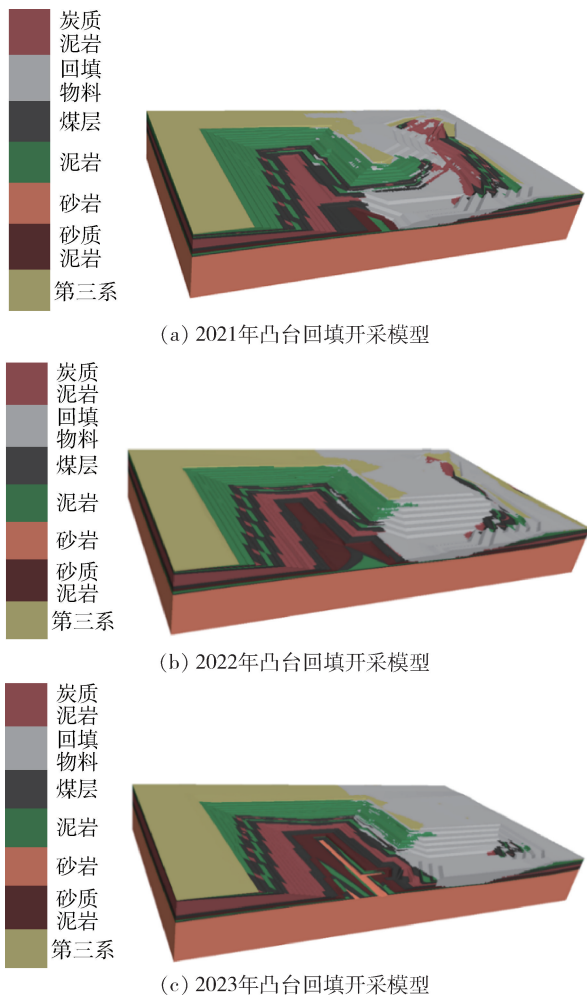 炭质
泥岩
回填
物料
煤层
泥岩
砂岩
砂质
泥岩
第三系
(a) 2021年凸台回填开采模型
炭质
泥岩
回填
物料
煤层
泥岩
砂岩
砂质
泥岩
第三系
(b) 2022年凸台回填开采模型
炭质
泥岩
回填
物料
煤层
泥岩
砂岩
砂质
泥岩
第三系
(c) 2023年凸台回填开采模型